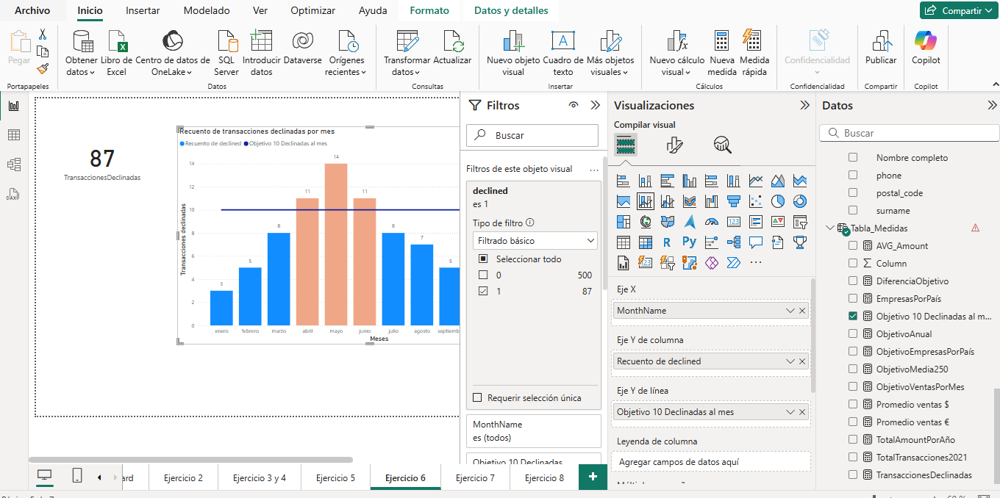 Archivo Inicio Insertar Modelado Ver Optimizar Ayuda Formato Datos y detalles Compartir
Pegar
Obtener datos
Libro de Excel
Centro de datos de OneLake
SQL Server
Introducir datos
Dataverse
Orígenes recientes
Transformar datos
Actualizar
Nuevo objeto visual
Cuadro de texto
Más objetos visuales
Nuevo cálculo visual
Nueva medida
Medida rápida
Confidencialidad
Publicar
Copilot
Portapapeles Datos Consultas Insertar Cálculos Confidencialidad Compartir Copilot
87
TransaccionesDeclinadas
Recuento de transacciones declinadas por mes
Recuento de declined Objetivo 10 Declinadas al mes
Transacciones declinadas
14
12
10
8
6
4
2
0
3
5
8
11
14
11
8
7
5
enero febrero marzo abril mayo junio julio agosto septiemb
Meses
Filtros
Buscar
Filtros de este objeto visual ...
declined
es 1
Tipo de filtro
Filtrado básico
Seleccionar todo
0 500
1 87
Requerir selección única
MonthName
es (todos)
Objetivo 10 Declinadas
Visualizaciones
Compilar visual
R
Py
123
...
Eje X
MonthName
Eje Y de columna
Recuento de declined
Eje Y de línea
Objetivo 10 Declinadas al mes
Leyenda de columna
Agregar campos de datos aquí
Datos
Buscar
Nombre completo
phone
postal_code
surname
Tabla_Medidas
AVG_Amount
Column
DiferenciaObjetivo
EmpresasPorPaís
Objetivo 10 Declinadas al m...
ObjetivoAnual
ObjetivoEmpresasPorPaís
ObjetivoMedia250
ObjetivoVentasPorMes
Promedio ventas $
Promedio ventas €
TotalAmountPorAño
TotalTransacciones2021
TransaccionesDeclinadas
ard Ejercicio 2 Ejercicio 3 y 4 Ejercicio 5 Ejercicio 6 Ejercicio 7 Ejercicio 8 +